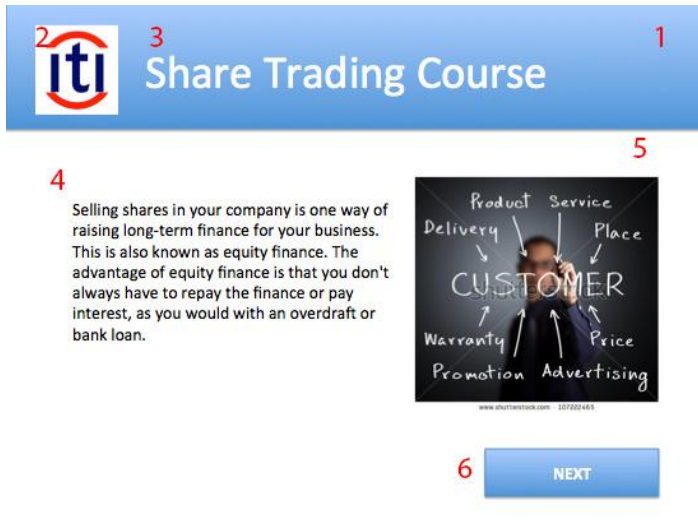 2
3
1
iti
Share Trading Course
5
4
Selling shares in your company is one way of
raising long-term finance for your business.
This is also known as equity finance. The
advantage of equity finance is that you don't
always have to repay the finance or pay
interest, as you would with an overdraft or
bank loan.
Product Service
Delivery Place
CUSTOMER
shutterstock
Warranty Price
Promotion Advertising
www.shutterstock.com · 107222465
6
NEXT